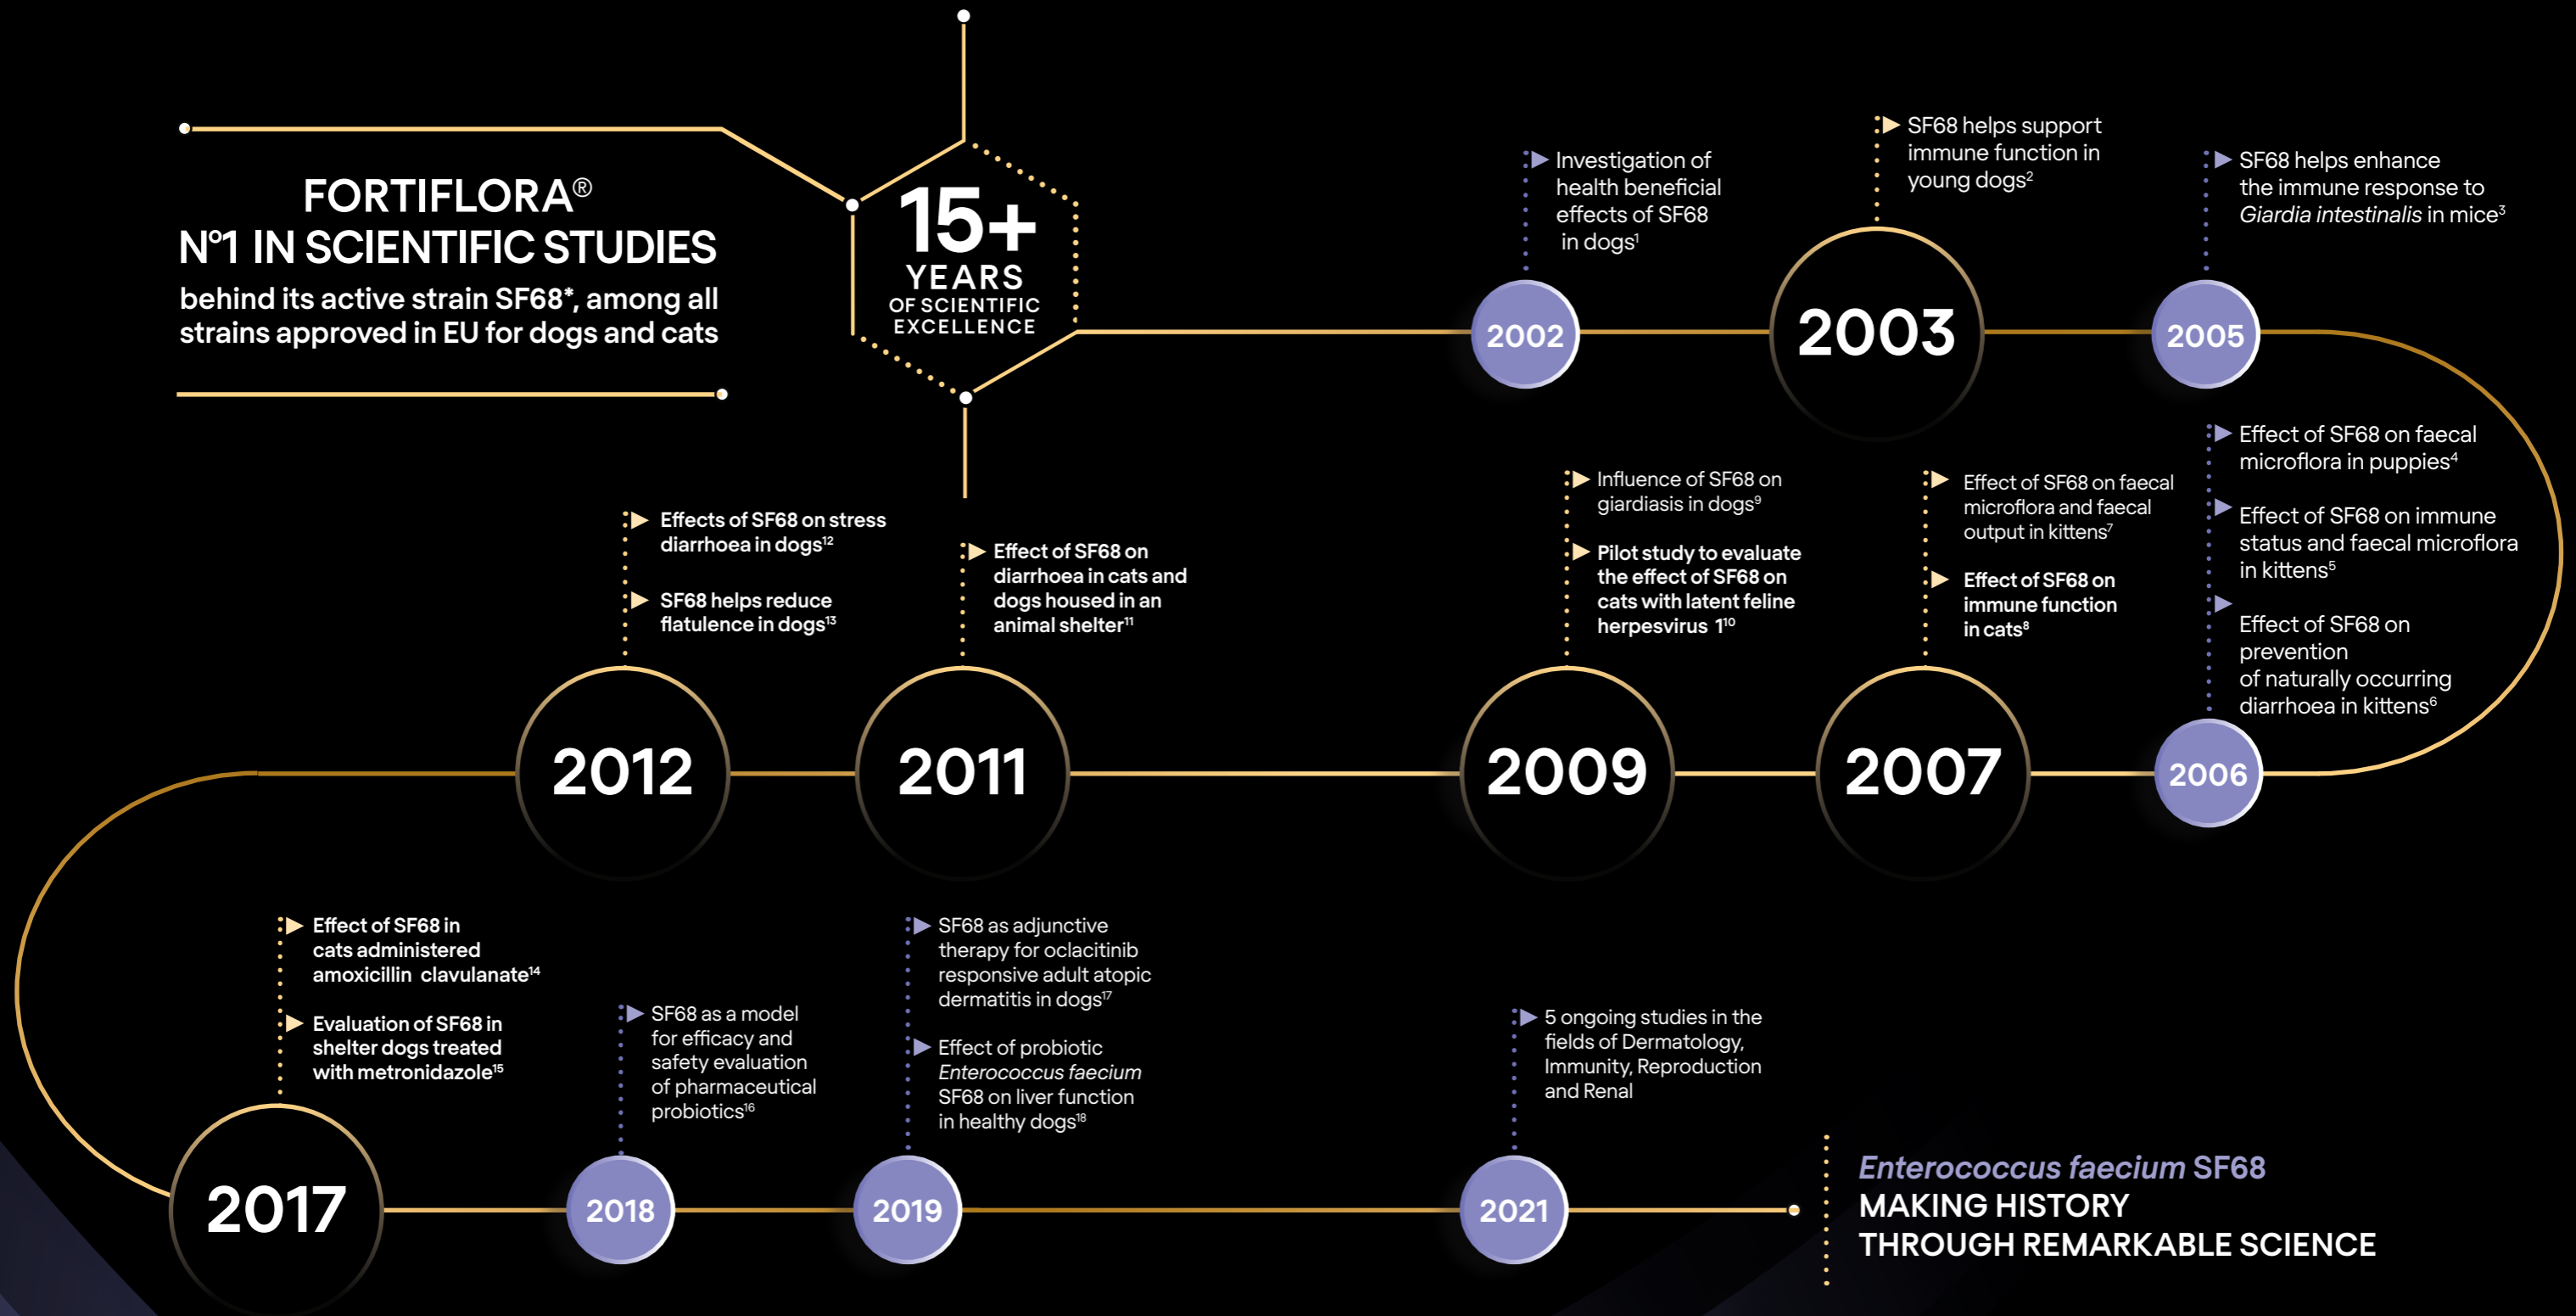 FORTIFLORA®
Nº1 IN SCIENTIFIC STUDIES
behind its active strain SF68*, among all
strains approved in EU for dogs and cats
15+
YEARS
OF SCIENTIFIC
EXCELLENCE
Investigation of
health beneficial
effects of SF68
in dogs¹
2002
SF68 helps support
immune function in
young dogs²
2003
SF68 helps enhance
the immune response to
Giardia intestinalis in mice³
2005
Effect of SF68 on faecal
microflora in puppies⁴
Effect of SF68 on immune
status and faecal microflora
in kittens⁵
Effect of SF68 on
prevention
of naturally occurring
diarrhoea in kittens⁶
2006
Effect of SF68 on faecal
microflora and faecal
output in kittens⁷
Effect of SF68 on
immune function
in cats⁸
2007
Influence of SF68 on
giardiasis in dogs⁹
Pilot study to evaluate
the effect of SF68 on
cats with latent feline
herpesvirus 1¹⁰
2009
Effect of SF68 on
diarrhoea in cats and
dogs housed in an
animal shelter¹¹
2011
Effects of SF68 on stress
diarrhoea in dogs¹²
SF68 helps reduce
flatulence in dogs¹³
2012
Effect of SF68 in
cats administered
amoxicillin clavulanate¹⁴
Evaluation of SF68 in
shelter dogs treated
with metronidazole¹⁵
2017
SF68 as a model
for efficacy and
safety evaluation
of pharmaceutical
probiotics¹⁶
2018
SF68 as adjunctive
therapy for oclacitinib
responsive adult atopic
dermatitis in dogs¹⁷
Effect of probiotic
Enterococcus faecium
SF68 on liver function
in healthy dogs¹⁸
2019
5 ongoing studies in the
fields of Dermatology,
Immunity, Reproduction
and Renal
2021
Enterococcus faecium SF68
MAKING HISTORY
THROUGH REMARKABLE SCIENCE